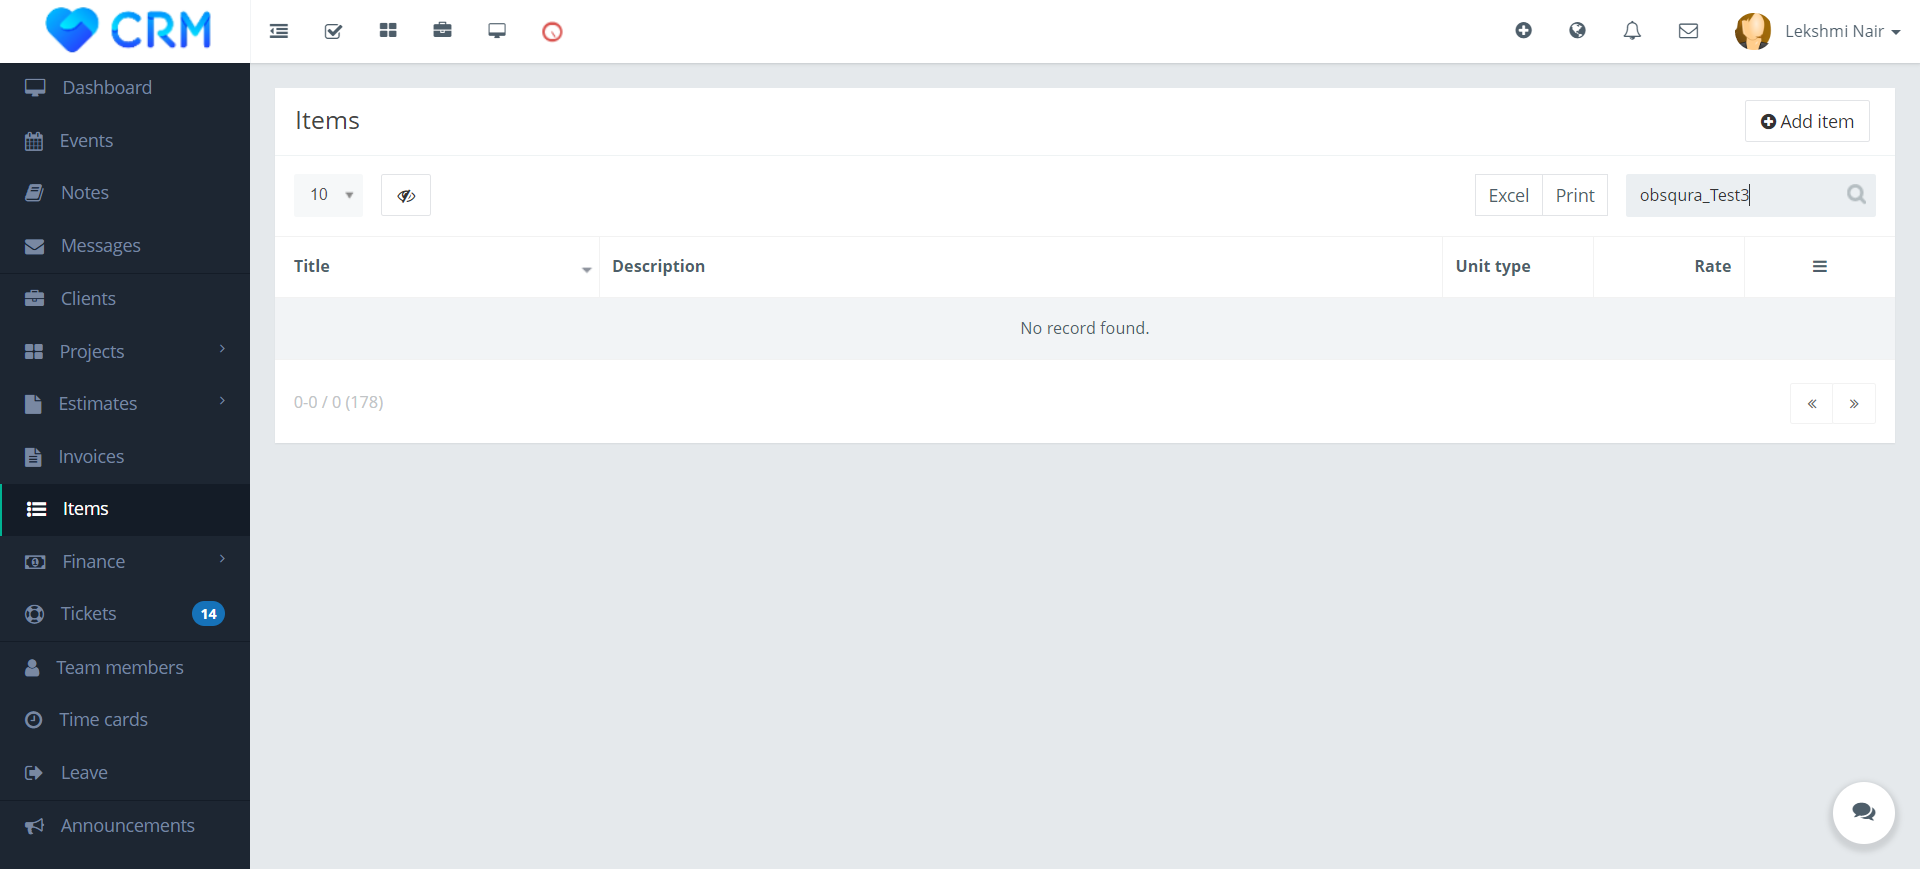 CRM
Lekshmi Nair
Dashboard
Events
Notes
Messages
Clients
Projects
Estimates
Invoices
Items
Finance
Tickets 14
Team members
Time cards
Leave
Announcements
Items
Add item
10
Excel Print obsqura_Test3
Title Description Unit type Rate
No record found.
0-0 / 0 (178)
« »